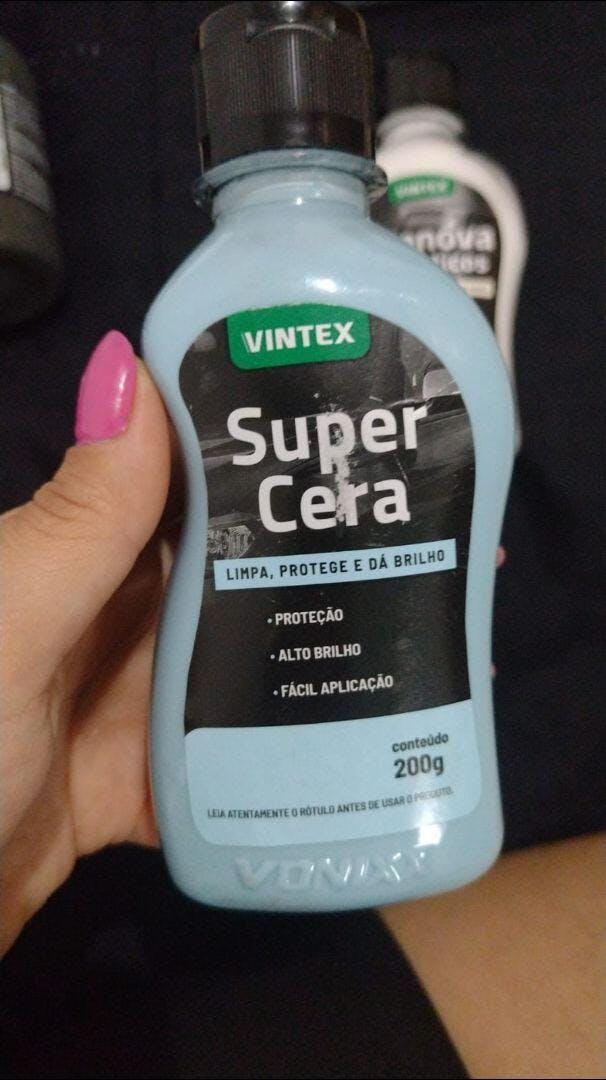 VINTEX
Super
Cera
LIMPA, PROTEGE E DÁ BRILHO
• PROTEÇÃO
• ALTO BRILHO
• FÁCIL APLICAÇÃO
conteúdo
200g
LEIA ATENTAMENTE O RÓTULO ANTES DE USAR O PRODUTO.
VONIXX
VINTEX